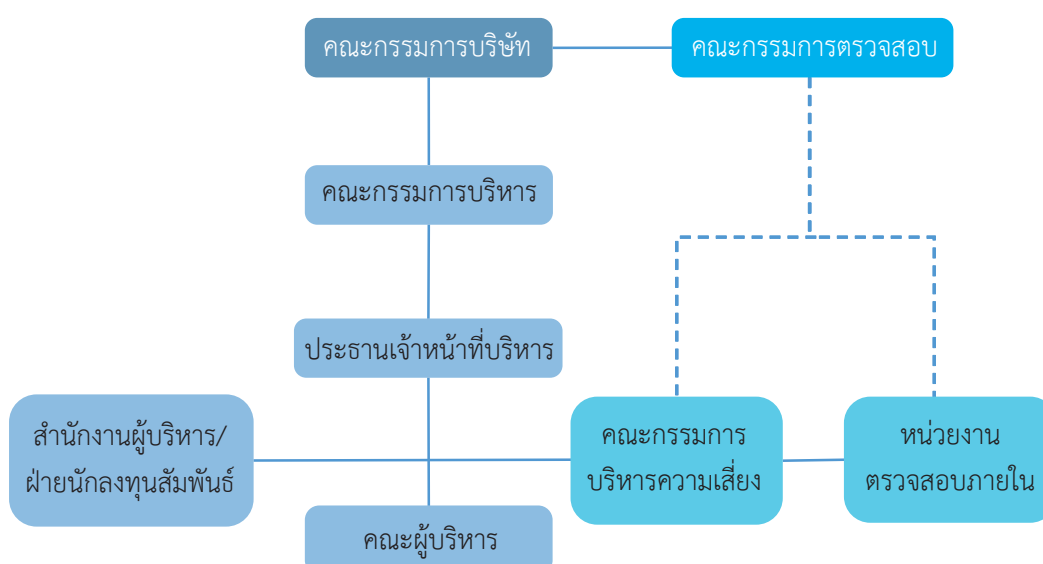 คณะกรรมการบริษัท
คณะกรรมการตรวจสอบ
คณะกรรมการบริหาร
ประธานเจ้าหน้าที่บริหาร
สำนักงานผู้บริหาร/
ฝ่ายนักลงทุนสัมพันธ์
คณะกรรมการ
บริหารความเสี่ยง
หน่วยงาน
ตรวจสอบภายใน
คณะผู้บริหาร